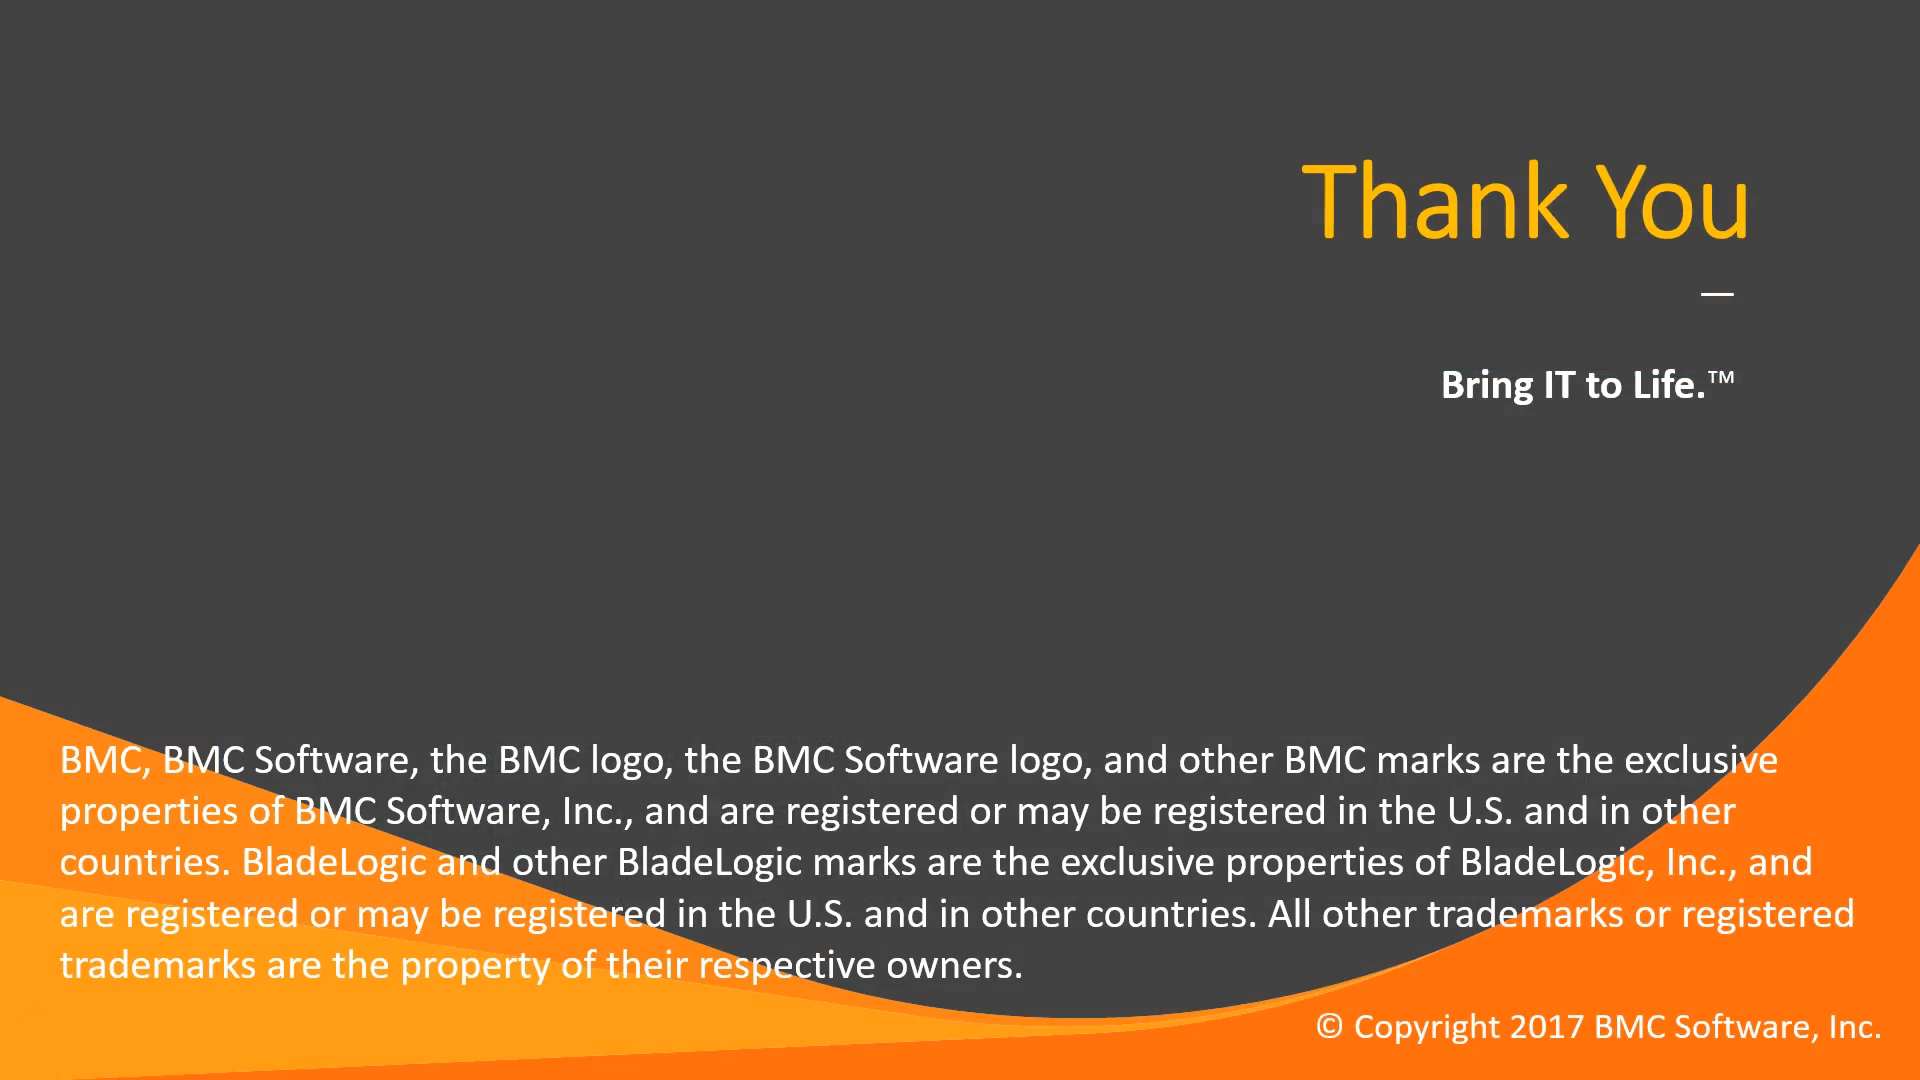 Thank You
—
Bring IT to Life.™
BMC, BMC Software, the BMC logo, the BMC Software logo, and other BMC marks are the exclusive
properties of BMC Software, Inc., and are registered or may be registered in the U.S. and in other
countries. BladeLogic and other BladeLogic marks are the exclusive properties of BladeLogic, Inc., and
are registered or may be registered in the U.S. and in other countries. All other trademarks or registered
trademarks are the property of their respective owners.
© Copyright 2017 BMC Software, Inc.